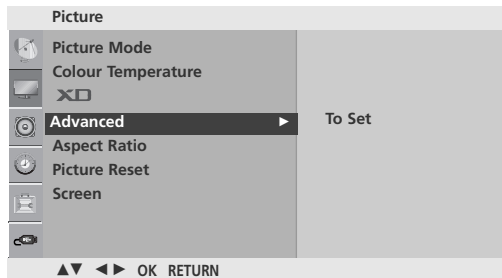 Picture
Picture Mode
Colour Temperature
XD
Advanced ► To Set
Aspect Ratio
Picture Reset
Screen
▲▼ ◄► OK RETURN